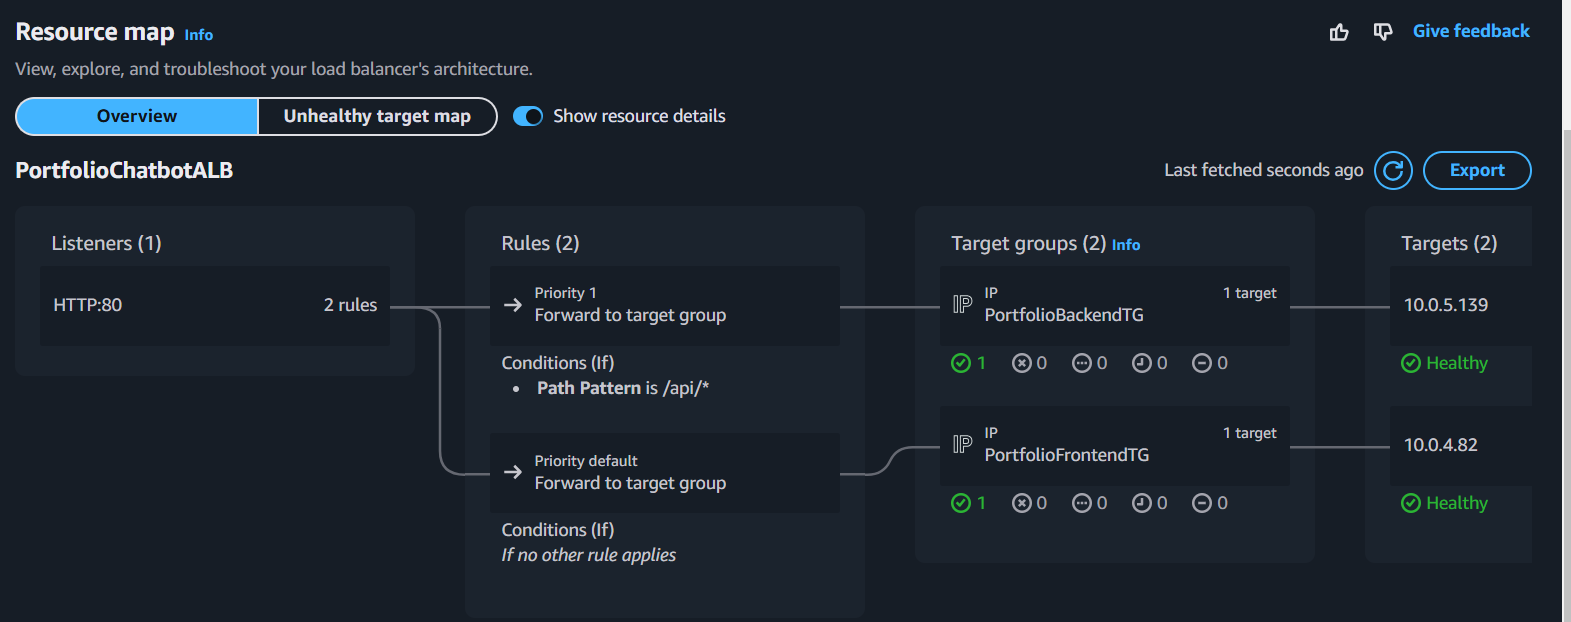 Resource map Info
Give feedback
View, explore, and troubleshoot your load balancer's architecture.
Overview
Unhealthy target map
Show resource details
PortfolioChatbotALB
Last fetched seconds ago
Export
Listeners (1)
HTTP:80
2 rules
Rules (2)
Priority 1
Forward to target group
Conditions (If)
• Path Pattern is /api/*
Priority default
Forward to target group
Conditions (If)
If no other rule applies
Target groups (2) Info
IP
IP
1 target
PortfolioBackendTG
1 0 0 0 0
IP
IP
1 target
PortfolioFrontendTG
1 0 0 0 0
Targets (2)
10.0.5.139
Healthy
10.0.4.82
Healthy